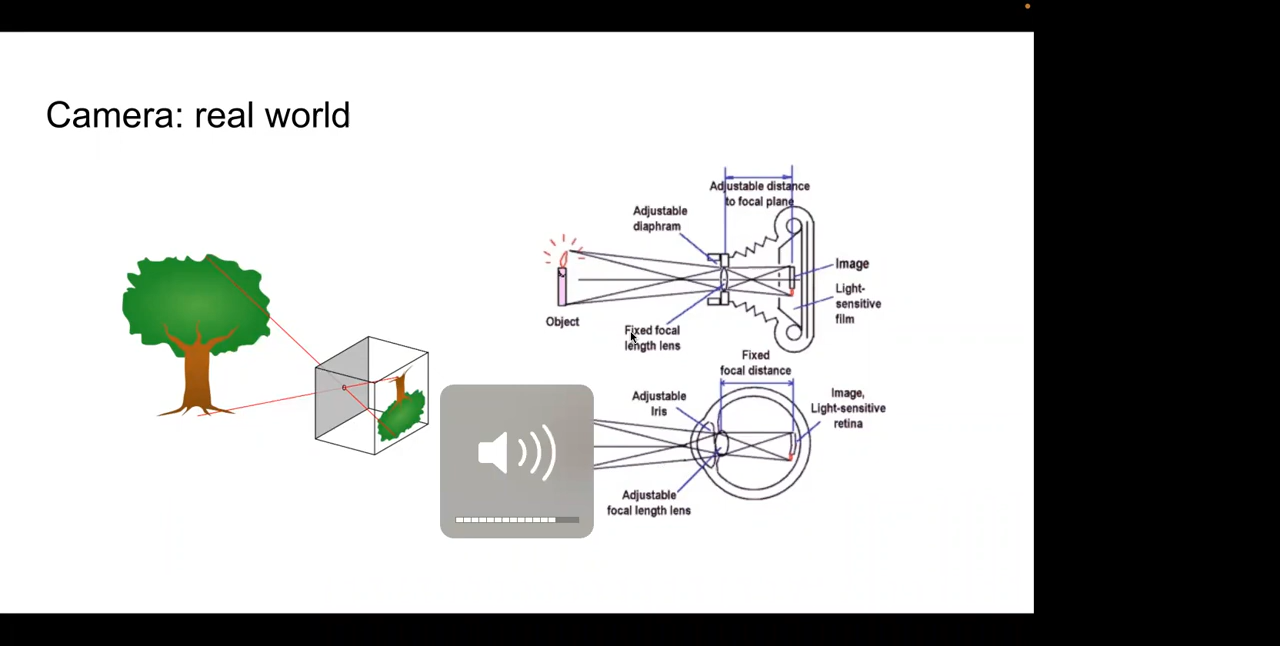 Camera: real world
Adjustable distance
to focal plane
Adjustable
diaphram
Image
Light-
sensitive
film
Object
Fixed focal
length lens
Fixed
focal distance
Adjustable
Iris
Image,
Light-sensitive
retina
Adjustable
focal length lens